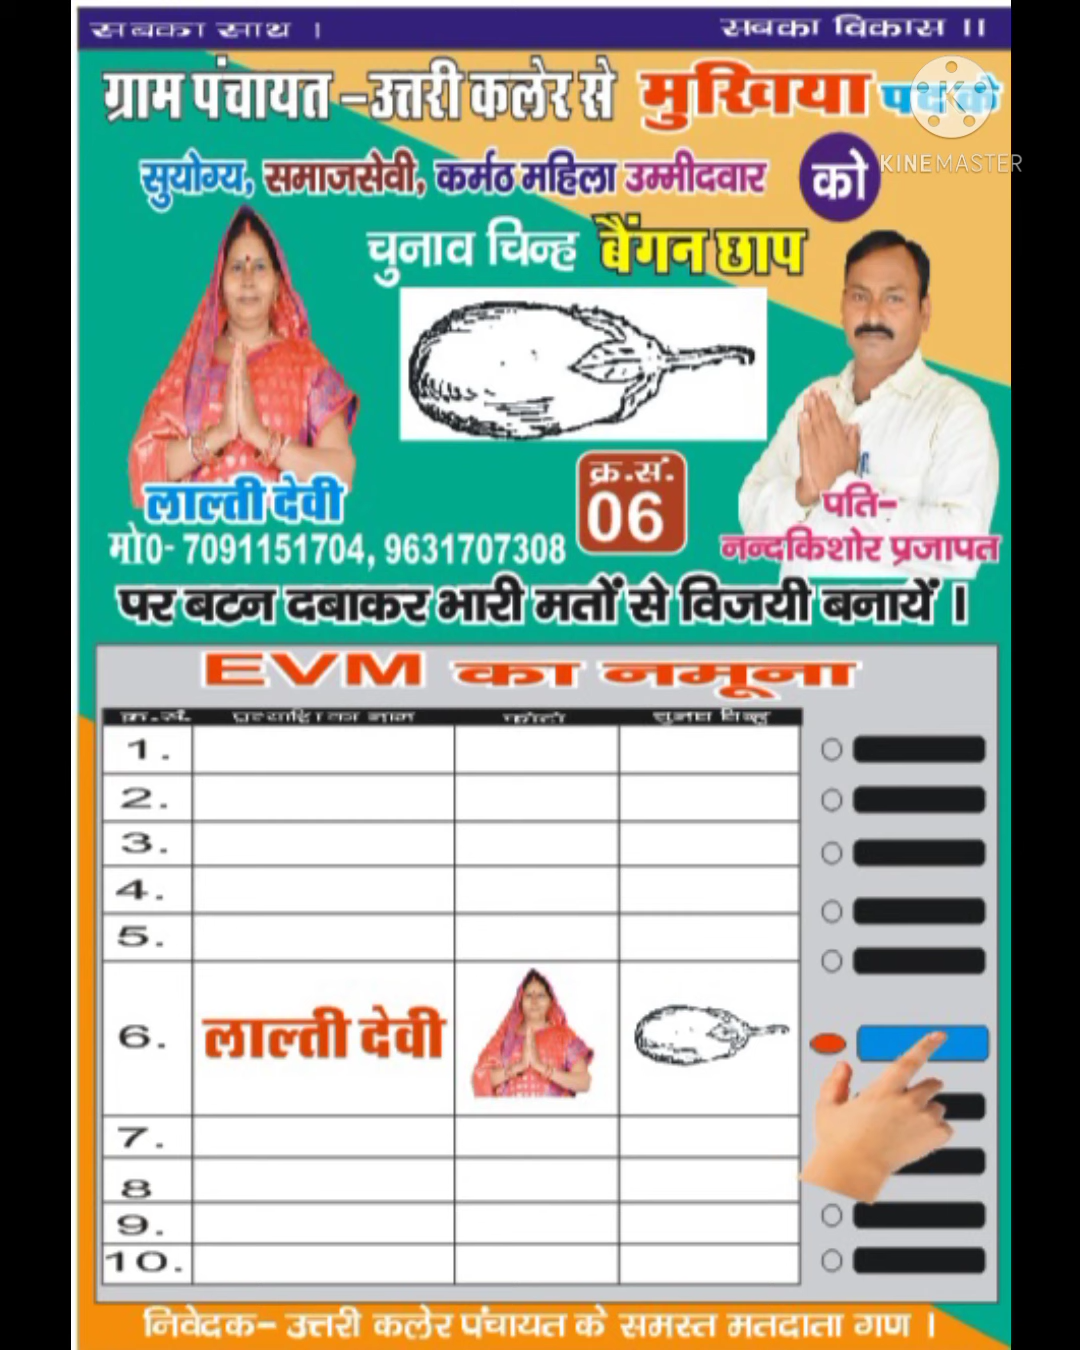 सबका साथ । सबका विकास ।।
ग्राम पंचायत –उत्तरी कलेर से मुखिया पद के
KINEMASTER
सुयोग्य, समाजसेवी, कर्मठ महिला उम्मीदवार को
चुनाव चिन्ह बैंगन छाप
क्र.सं.
06
लाल्ती देवी
मो0- 7091151704, 9631707308
पति–
नन्दकिशोर प्रजापत
पर बटन दबाकर भारी मतों से विजयी बनायें ।
EVM का नमूना
क्र.सं. प्रत्याशी का नाम फोटो चुनाव चिन्ह
1.
2.
3.
4.
5.
6. लाल्ती देवी
7.
8
9.
10.
निवेदक– उत्तरी कलेर पंचायत के समस्त मतदाता गण ।